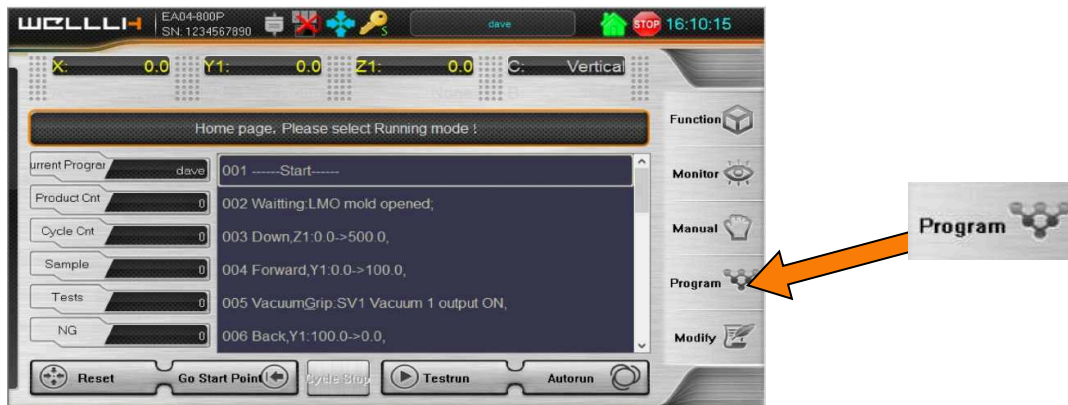 WELLLIH
EA04-800P
SN: 1234567890
S
dave
STOP
16:10:15
X: 0.0 Y1: 0.0 Z1: 0.0 C: Vertical
Home page, Please select Running mode !
urrent Progrer dave
Product Cnt 0
Cycle Cnt 0
Sample 0
Tests 0
NG 0
001 ------Start------
002 Waitting:LMO mold opened;
003 Down,Z1:0.0->500.0,
004 Forward,Y1:0.0->100.0,
005 VacuumGrip:SV1 Vacuum 1 output ON,
006 Back,Y1:100.0->0.0,
Function
Monitor
Manual
Program
Modify
Program
Reset Go Start Point Cycle Stop Testrun Autorun